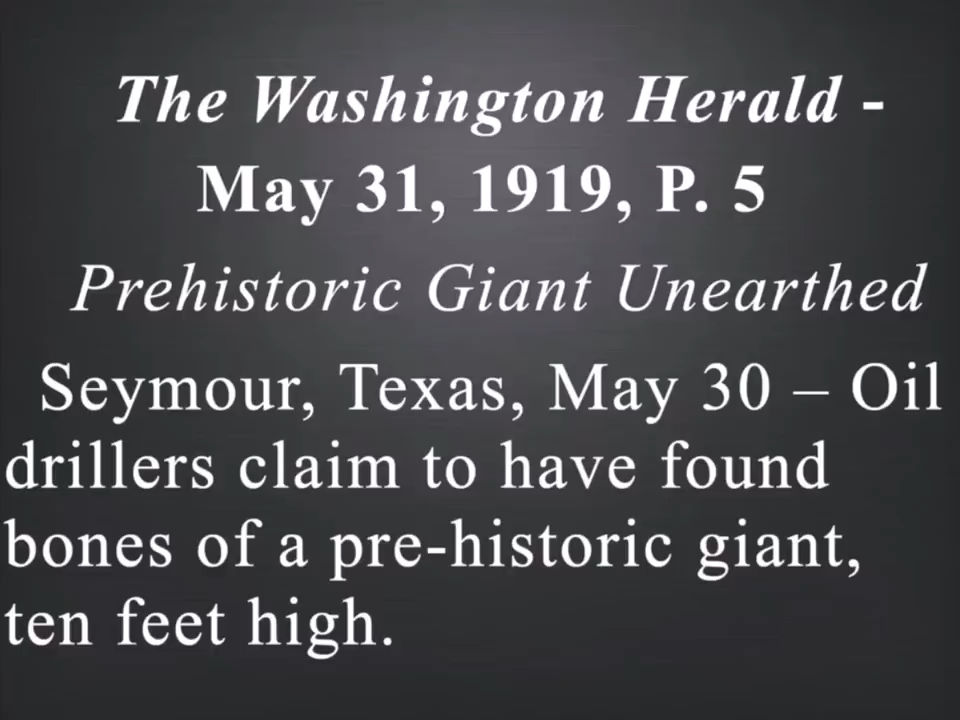 The Washington Herald -
May 31, 1919, P. 5
Prehistoric Giant Unearthed
Seymour, Texas, May 30 – Oil
drillers claim to have found
bones of a pre-historic giant,
ten feet high.